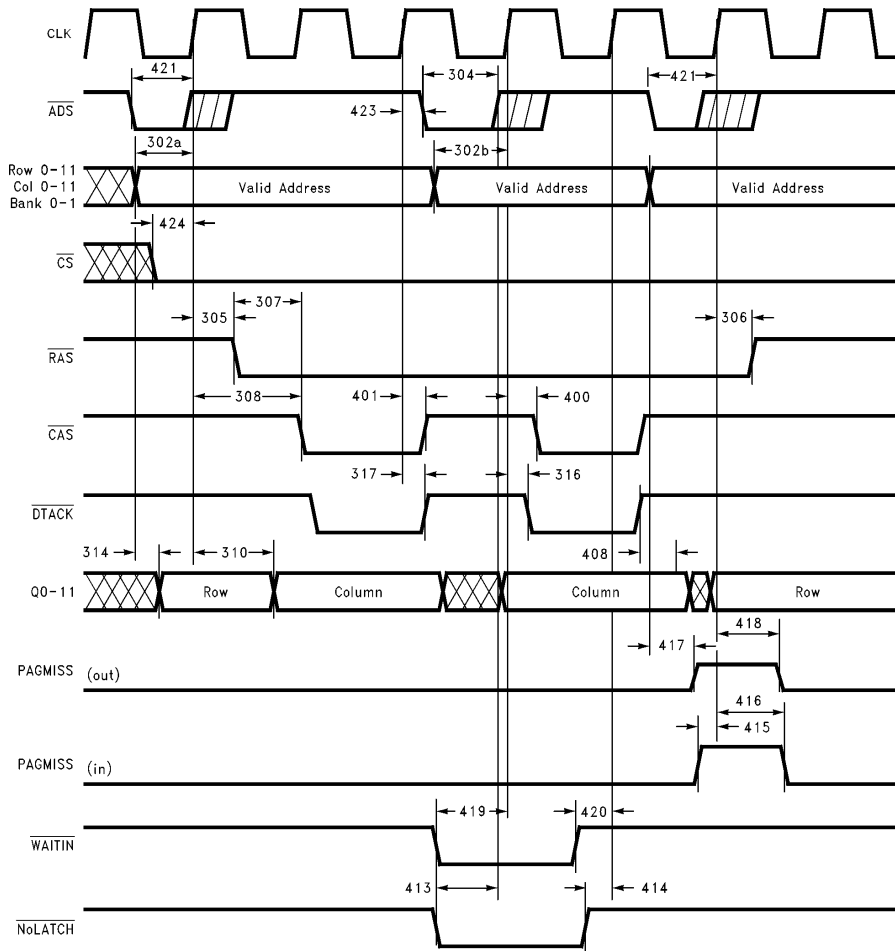 CLK
421 304 421
ADS 423
302a 302b
Row 0-11
Col 0-11 Valid Address Valid Address Valid Address
Bank 0-1
424
CS
307
305 306
RAS
308 401 400
CAS
317 316
DTACK
314 310 408
Q0-11 Row Column Column Row
418
417
PAGMISS (out)
416
415
PAGMISS (in)
419 420
WAITIN
413 414
NoLATCH